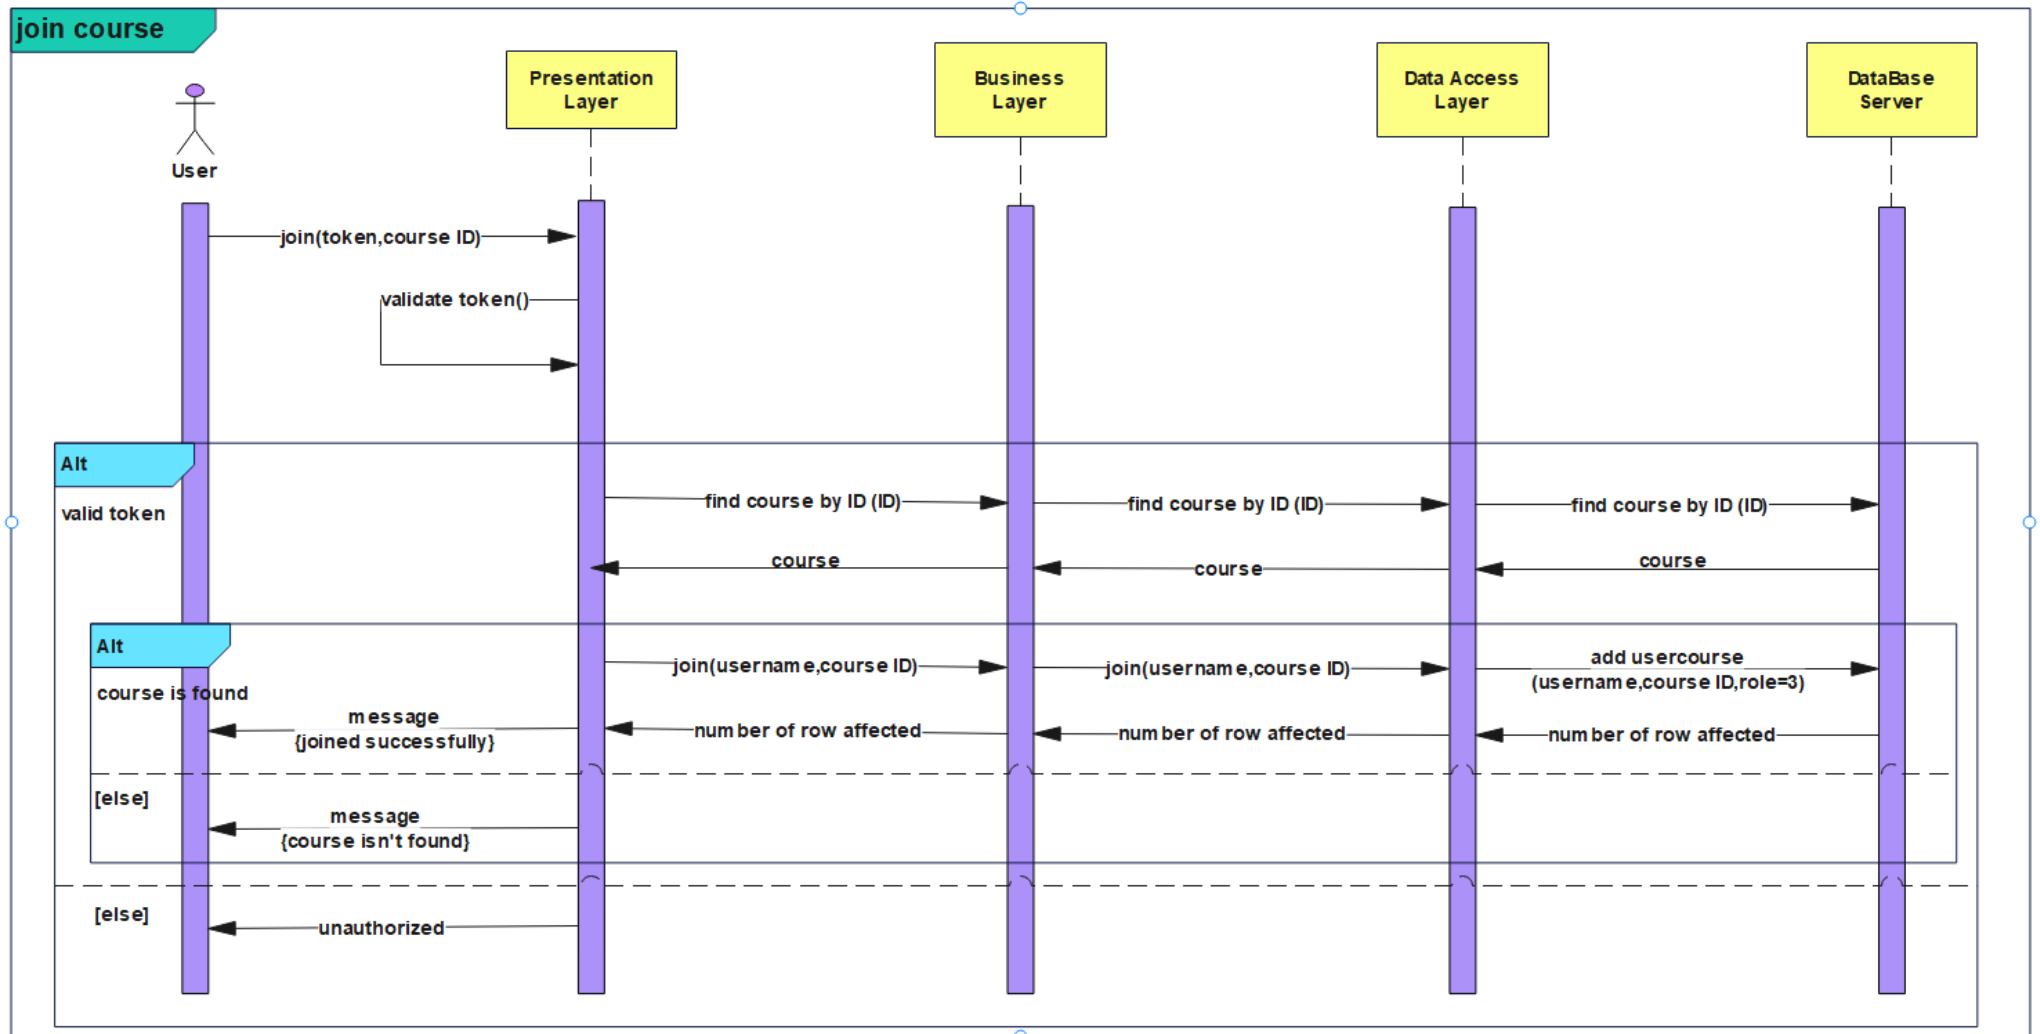 join course
Presentation
Layer
Business
Layer
Data Access
Layer
DataBase
Server
User
join(token,course ID)
validate token()
Alt
valid token
find course by ID (ID)
find course by ID (ID)
find course by ID (ID)
course
course
course
Alt
course is found
join(username,course ID)
join(username,course ID)
add usercourse
(username,course ID,role=3)
message
{joined successfully}
number of row affected
number of row affected
number of row affected
[else]
message
{course isn't found}
[else]
unauthorized